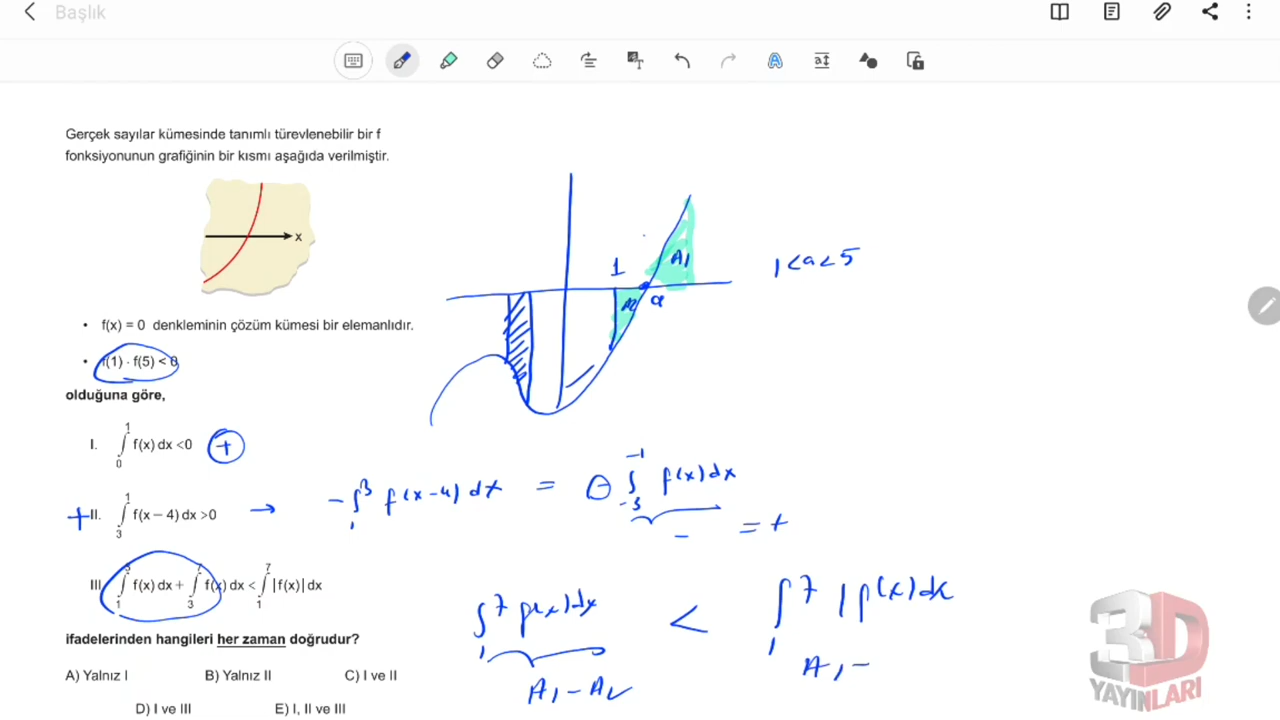 Başlık
Gerçek sayılar kümesinde tanımlı türevlenebilir bir f
fonksiyonunun grafiğinin bir kısmı aşağıda verilmiştir.
x
1
A1
a
A2
1<a<5
• f(x) = 0 denkleminin çözüm kümesi bir elemanlıdır.
• f(1) · f(5) < 0
olduğuna göre,
I. ∫₀¹ f(x) dx <0 +
+ II. ∫₃¹ f(x – 4) dx >0 → -∫₁³ f(x-4) dx = ⊖ ∫₋₃⁻¹ f(x) dx
- = +
III. ∫₁³ f(x) dx + ∫₃⁷ f(x) dx < ∫₁⁷ |f(x)| dx
∫₁⁷ f(x) dx < ∫₁⁷ |f(x) dx
A1 - A2
A1 -
ifadelerinden hangileri her zaman doğrudur?
A) Yalnız I B) Yalnız II C) I ve II
D) I ve III E) I, II ve III
3D
YAYINLARI